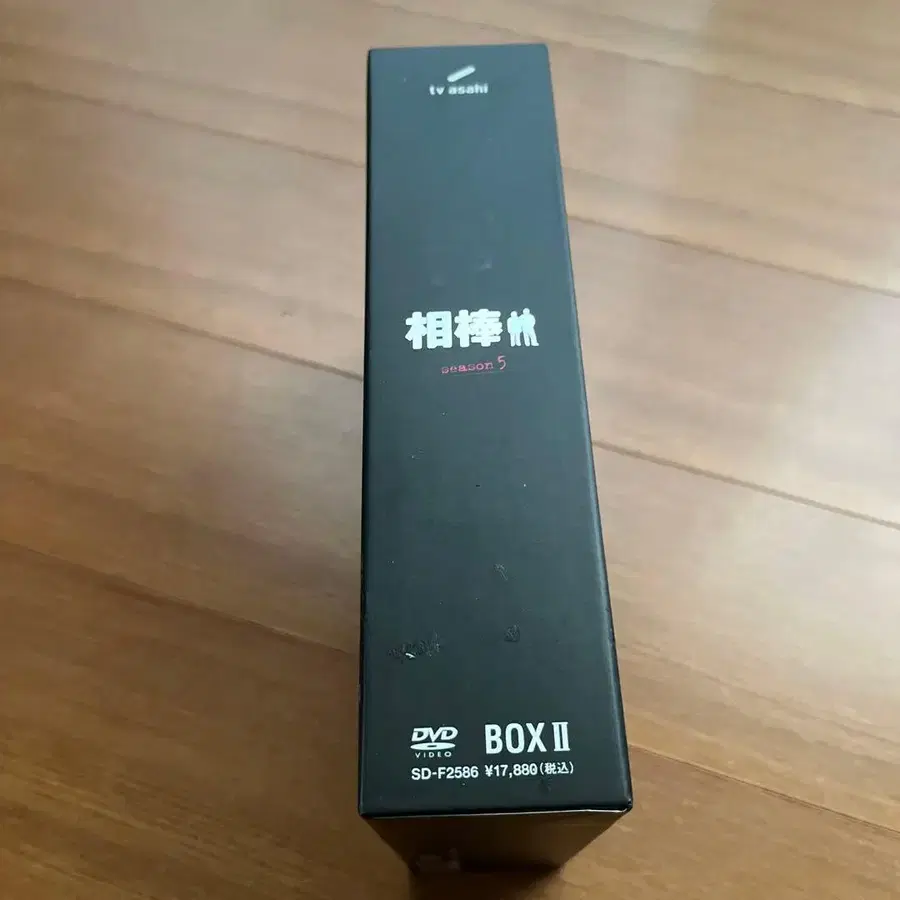 tv asahi
相棒
season 5
DVD
VIDEO
BOX II
SD-F2586 ¥17,880(税込)